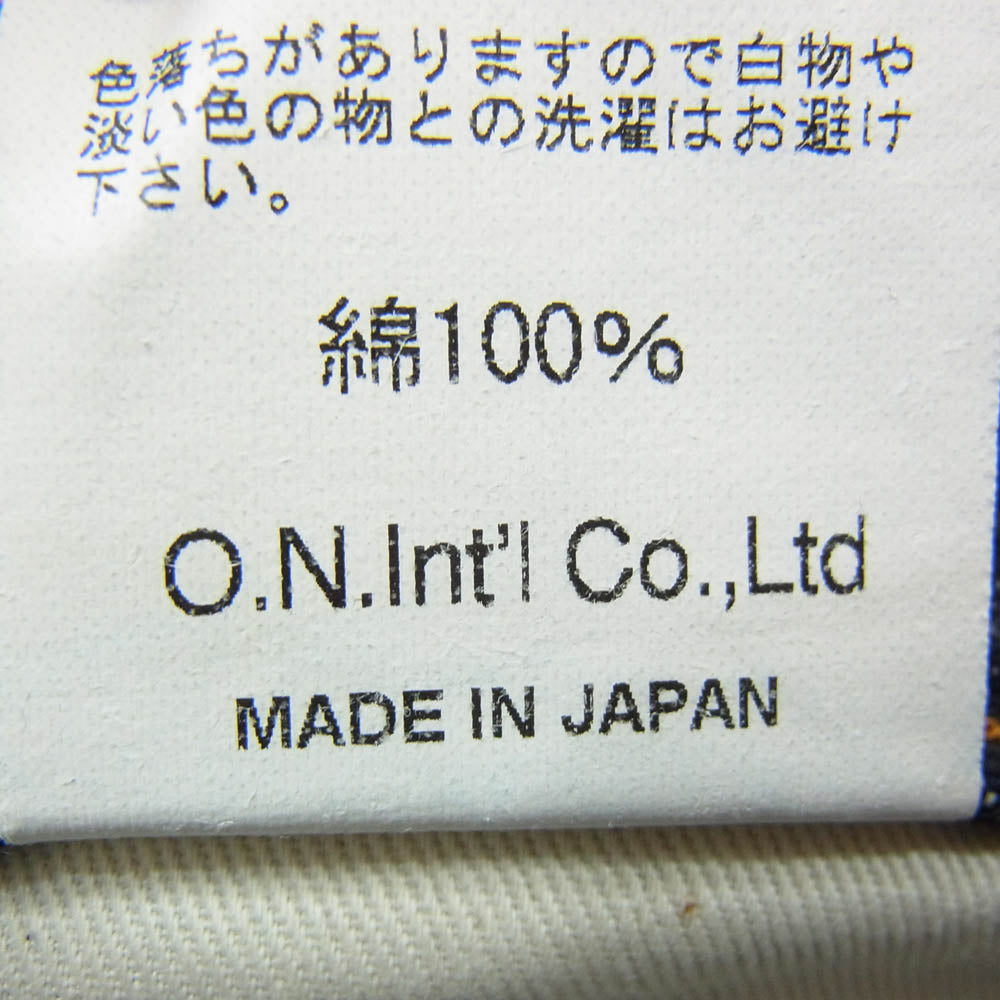 色落ちがありますので白物や
淡い色の物との洗濯はお避け
下さい。
綿100%
O.N.Int'l Co.,Ltd
MADE IN JAPAN